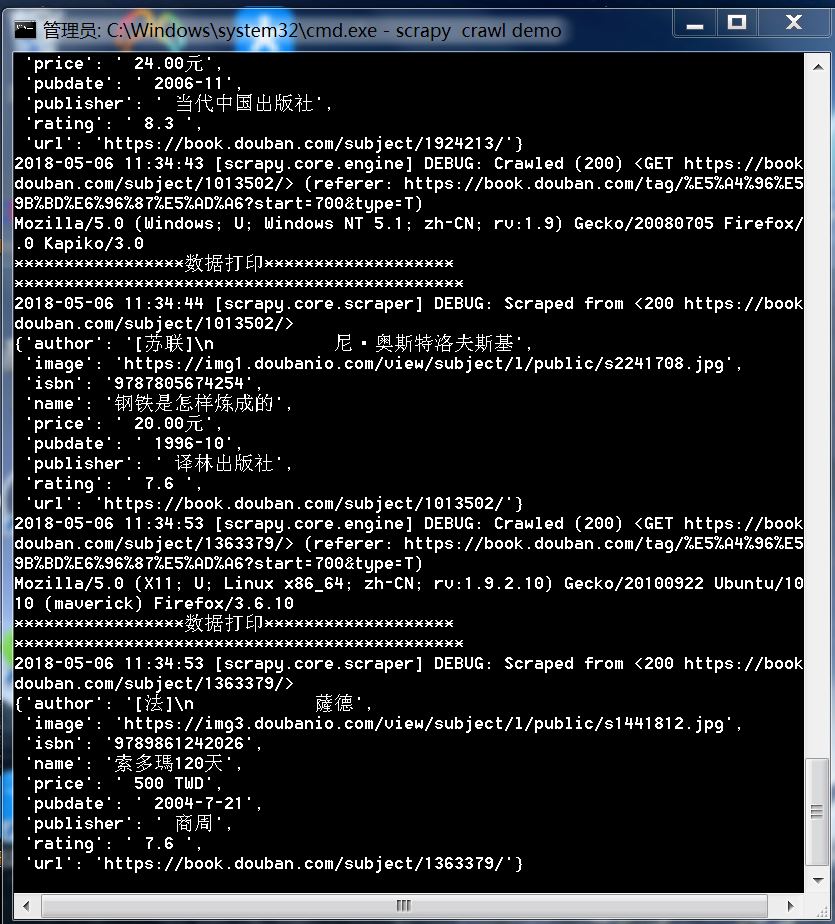 管理员: C:\Windows\system32\cmd.exe - scrapy  crawl demo
'price': ' 24.00元',
'pubdate': ' 2006-11',
'publisher': ' 当代中国出版社',
'rating': ' 8.3 ',
'url': 'https://book.douban.com/subject/1924213/'}
2018-05-06 11:34:43 [scrapy.core.engine] DEBUG: Crawled (200) <GET https://book
douban.com/subject/1013502/> (referer: https://book.douban.com/tag/%E5%A4%96%E5
9B%BD%E6%96%87%E5%AD%A6?start=700&type=T)
Mozilla/5.0 (Windows; U; Windows NT 5.1; zh-CN; rv:1.9) Gecko/20080705 Firefox/
.0 Kapiko/3.0
*****************数据打印*******************
*********************************************
2018-05-06 11:34:44 [scrapy.core.scraper] DEBUG: Scraped from <200 https://book
douban.com/subject/1013502/>
{'author': '[苏联]\n            尼·奥斯特洛夫斯基',
'image': 'https://img1.doubanio.com/view/subject/l/public/s2241708.jpg',
'isbn': '9787805674254',
'name': '钢铁是怎样炼成的',
'price': ' 20.00元',
'pubdate': ' 1996-10',
'publisher': ' 译林出版社',
'rating': ' 7.6 ',
'url': 'https://book.douban.com/subject/1013502/'}
2018-05-06 11:34:53 [scrapy.core.engine] DEBUG: Crawled (200) <GET https://book
douban.com/subject/1363379/> (referer: https://book.douban.com/tag/%E5%A4%96%E5
9B%BD%E6%96%87%E5%AD%A6?start=700&type=T)
Mozilla/5.0 (X11; U; Linux x86_64; zh-CN; rv:1.9.2.10) Gecko/20100922 Ubuntu/10
10 (maverick) Firefox/3.6.10
*****************数据打印*******************
*********************************************
2018-05-06 11:34:53 [scrapy.core.scraper] DEBUG: Scraped from <200 https://book
douban.com/subject/1363379/>
{'author': '[法]\n            薩德',
'image': 'https://img3.doubanio.com/view/subject/l/public/s1441812.jpg',
'isbn': '9789861242026',
'name': '索多瑪120天',
'price': ' 500 TWD',
'pubdate': ' 2004-7-21',
'publisher': ' 商周',
'rating': ' 7.6 ',
'url': 'https://book.douban.com/subject/1363379/'}